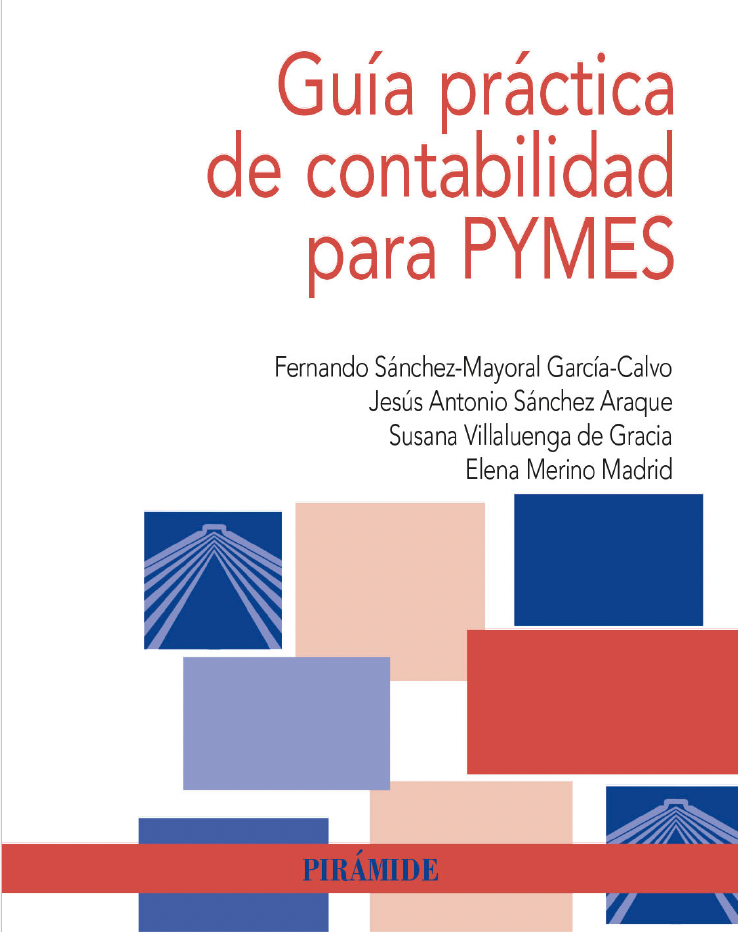 Guía práctica
de contabilidad
para PYMES
Fernando Sánchez-Mayoral García-Calvo
Jesús Antonio Sánchez Araque
Susana Villaluenga de Gracia
Elena Merino Madrid
PIRÁMIDE